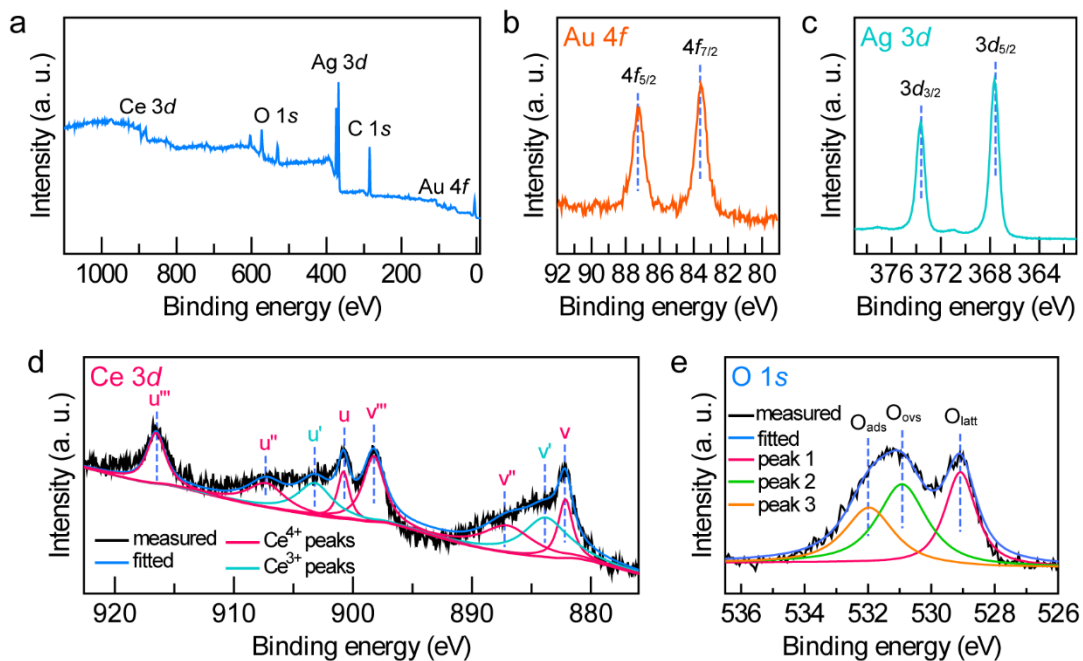 a
Intensity (a. u.)
Ce 3d
O 1s
Ag 3d
C 1s
Au 4f
1000 800 600 400 200 0
Binding energy (eV)
b
Au 4f
Intensity (a. u.)
4f5/2
4f7/2
92 90 88 86 84 82 80
Binding energy (eV)
c
Ag 3d
Intensity (a. u.)
3d3/2
3d5/2
376 372 368 364
Binding energy (eV)
d
Ce 3d
Intensity (a. u.)
u''' u'' u' u v''' v'' v' v
measured
fitted
Ce4+ peaks
Ce3+ peaks
920 910 900 890 880
Binding energy (eV)
e
O 1s
Intensity (a. u.)
measured
fitted
peak 1
peak 2
peak 3
Oads
Oovs
Olatt
536.5 532 531 530 529 528 526
Binding energy (eV)